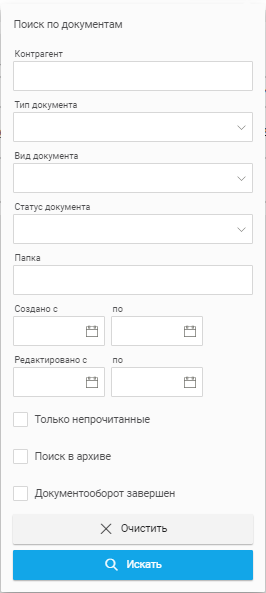 Поиск по документам
Контрагент
Тип документа
Вид документа
Статус документа
Папка
Создано с по
Редактировано с по
Только непрочитанные
Поиск в архиве
Документооборот завершен
Очистить
Искать